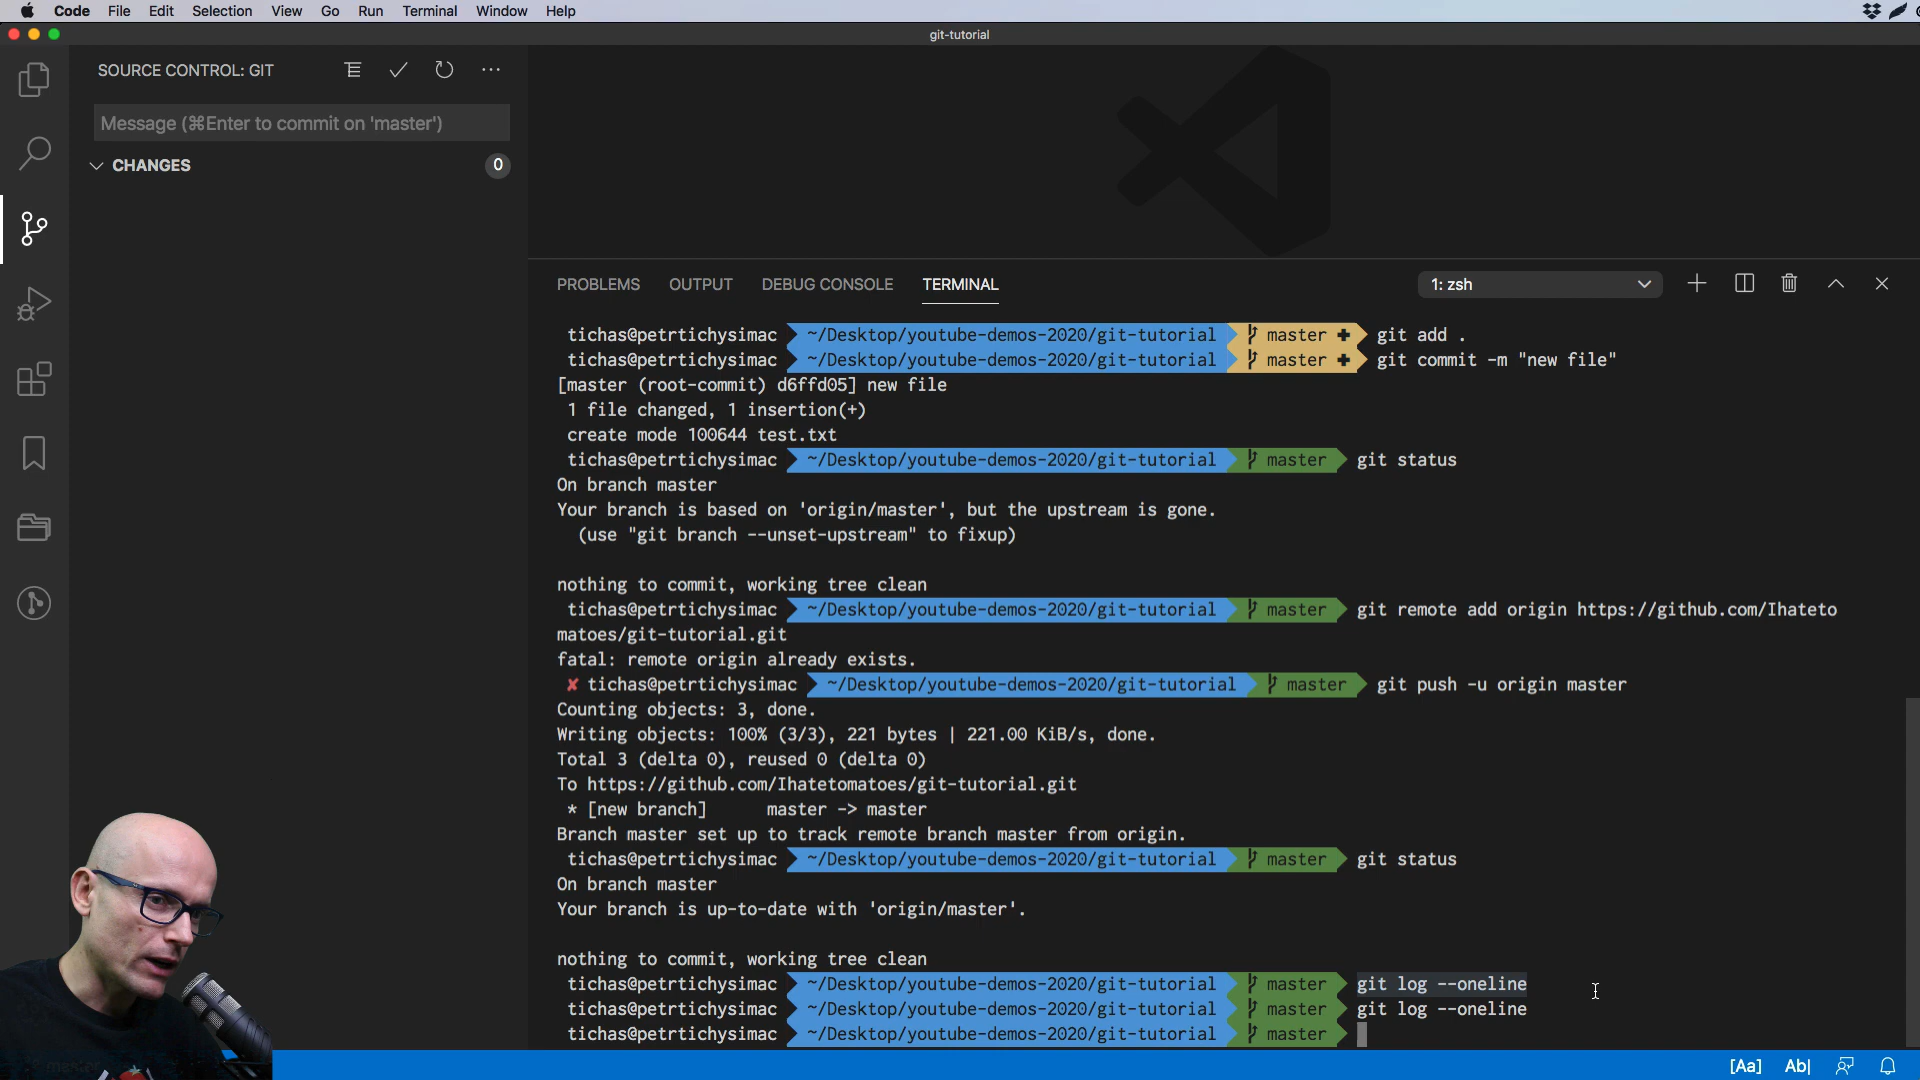 Code File Edit Selection View Go Run Terminal Window Help
git-tutorial
SOURCE CONTROL: GIT
Message (⌘Enter to commit on 'master')
CHANGES 0
PROBLEMS OUTPUT DEBUG CONSOLE TERMINAL 1: zsh
tichas@petrtichysimac ~/Desktop/youtube-demos-2020/git-tutorial master ✚ git add .
tichas@petrtichysimac ~/Desktop/youtube-demos-2020/git-tutorial master ✚ git commit -m "new file"
[master (root-commit) d6ffd05] new file
1 file changed, 1 insertion(+)
create mode 100644 test.txt
tichas@petrtichysimac ~/Desktop/youtube-demos-2020/git-tutorial master git status
On branch master
Your branch is based on 'origin/master', but the upstream is gone.
(use "git branch --unset-upstream" to fixup)
nothing to commit, working tree clean
tichas@petrtichysimac ~/Desktop/youtube-demos-2020/git-tutorial master git remote add origin https://github.com/Ihateto
matoes/git-tutorial.git
fatal: remote origin already exists.
✘ tichas@petrtichysimac ~/Desktop/youtube-demos-2020/git-tutorial master git push -u origin master
Counting objects: 3, done.
Writing objects: 100% (3/3), 221 bytes | 221.00 KiB/s, done.
Total 3 (delta 0), reused 0 (delta 0)
To https://github.com/Ihatetomatoes/git-tutorial.git
* [new branch] master -> master
Branch master set up to track remote branch master from origin.
tichas@petrtichysimac ~/Desktop/youtube-demos-2020/git-tutorial master git status
On branch master
Your branch is up-to-date with 'origin/master'.
nothing to commit, working tree clean
tichas@petrtichysimac ~/Desktop/youtube-demos-2020/git-tutorial master git log --oneline
tichas@petrtichysimac ~/Desktop/youtube-demos-2020/git-tutorial master git log --oneline
tichas@petrtichysimac ~/Desktop/youtube-demos-2020/git-tutorial master
[Aa] Ab|